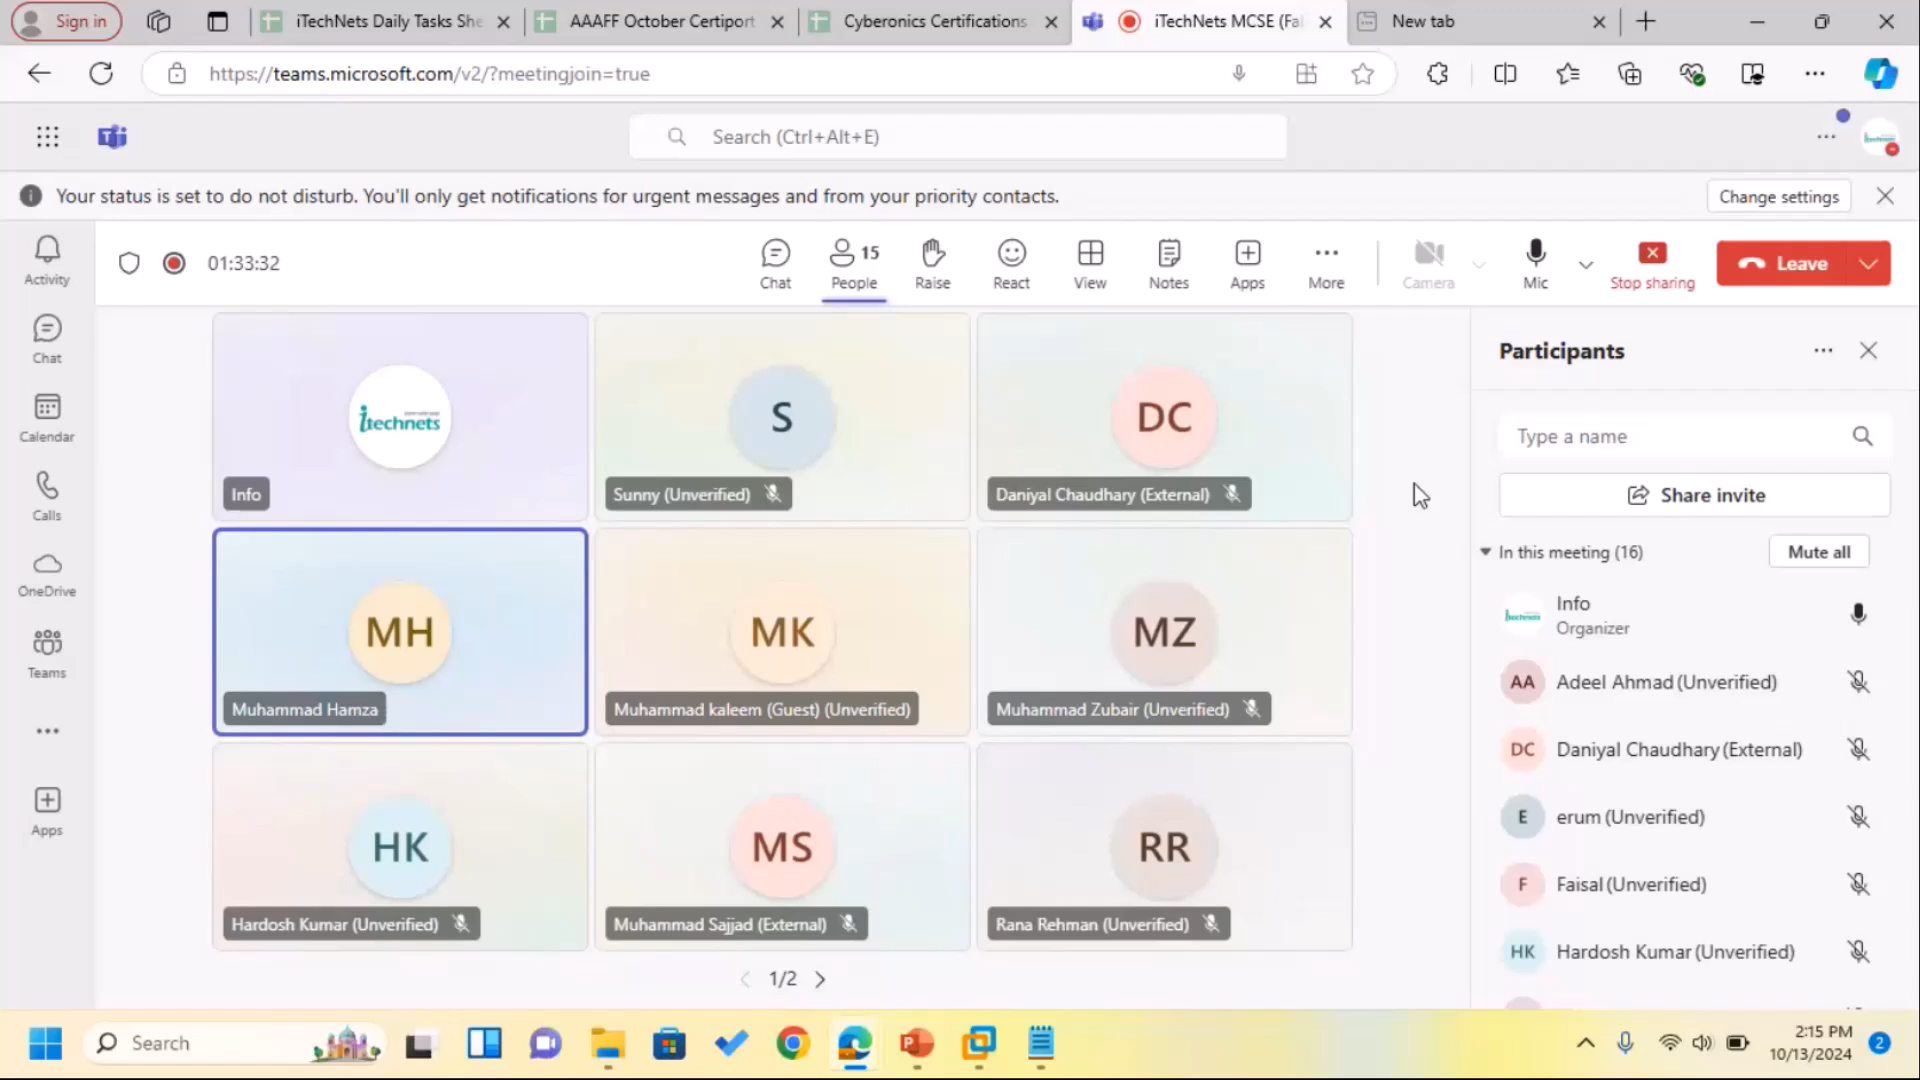 Sign in
iTechNets Daily Tasks She
AAAFF October Certiport
Cyberonics Certifications
iTechNets MCSE (Fal
New tab
https://teams.microsoft.com/v2/?meetingjoin=true
Search (Ctrl+Alt+E)
Your status is set to do not disturb. You'll only get notifications for urgent messages and from your priority contacts.
Change settings
01:33:32
Chat
15
People
Raise
React
View
Notes
Apps
More
Camera
Mic
Stop sharing
Leave
Activity
Chat
Calendar
Calls
OneDrive
Teams
Apps
itechnets
Info
S
Sunny (Unverified)
DC
Daniyal Chaudhary (External)
MH
Muhammad Hamza
MK
Muhammad kaleem (Guest) (Unverified)
MZ
Muhammad Zubair (Unverified)
HK
Hardosh Kumar (Unverified)
MS
Muhammad Sajjad (External)
RR
Rana Rehman (Unverified)
1/2
Participants
Type a name
Share invite
In this meeting (16)
Mute all
itechnets
Info
Organizer
AA
Adeel Ahmad (Unverified)
DC
Daniyal Chaudhary (External)
E
erum (Unverified)
F
Faisal (Unverified)
HK
Hardosh Kumar (Unverified)
Search
2:15 PM
10/13/2024
2